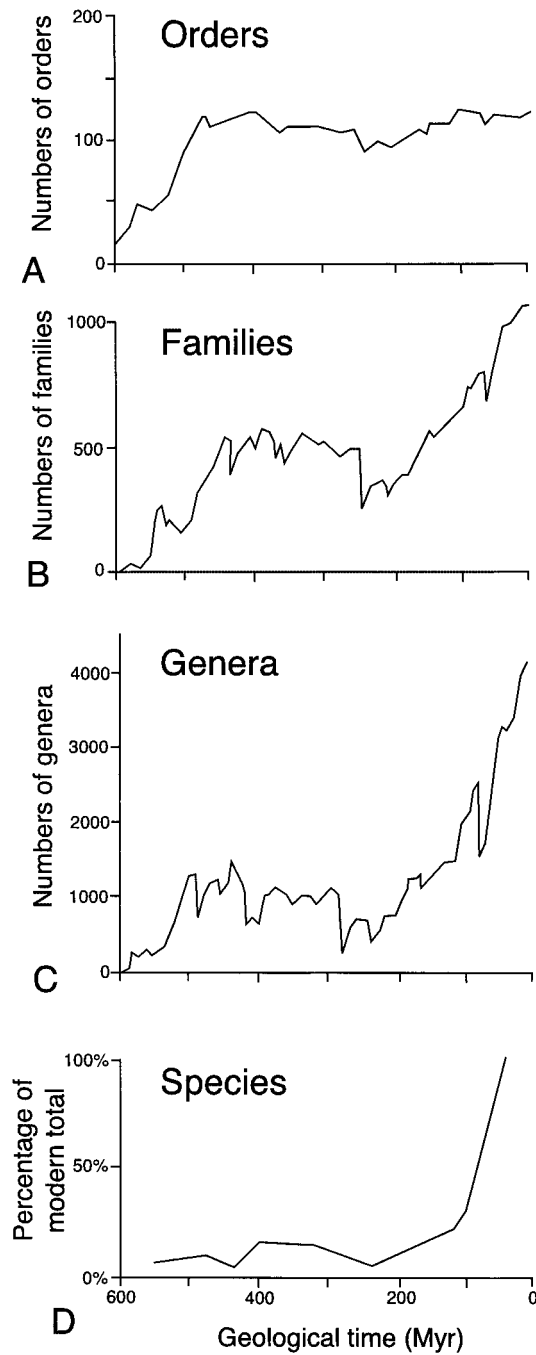 200
Orders
Numbers of orders
100
0
A
1000
Families
Numbers of families
500
0
B
4000
Genera
Numbers of genera
3000
2000
1000
0
C
100%
Species
Percentage of
modern total
50%
0%
600
400
200
0
D
Geological time (Myr)